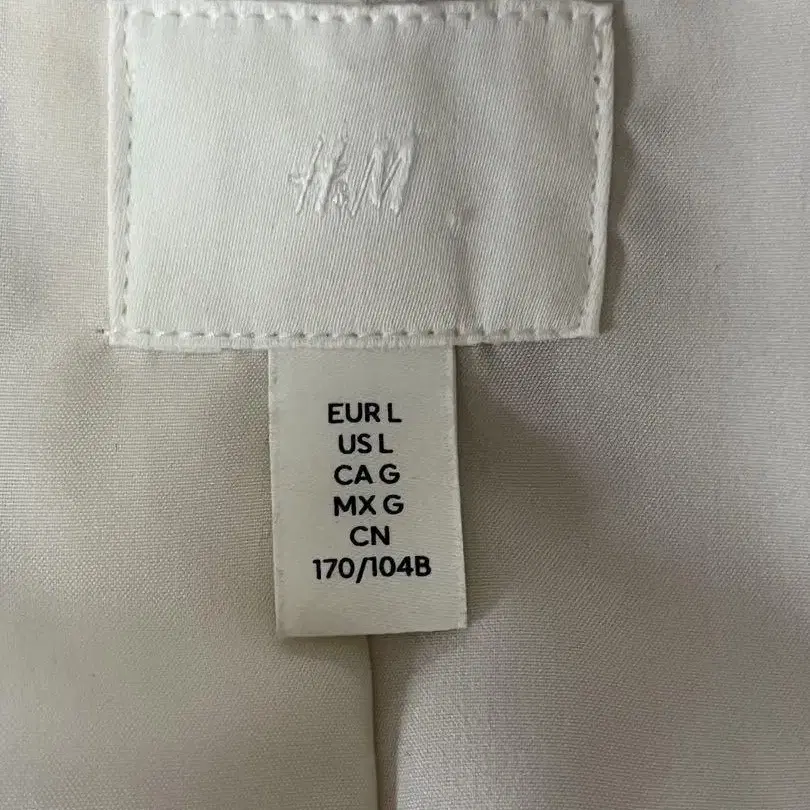 H&M
EUR L
US L
CA G
MX G
CN
170/104B